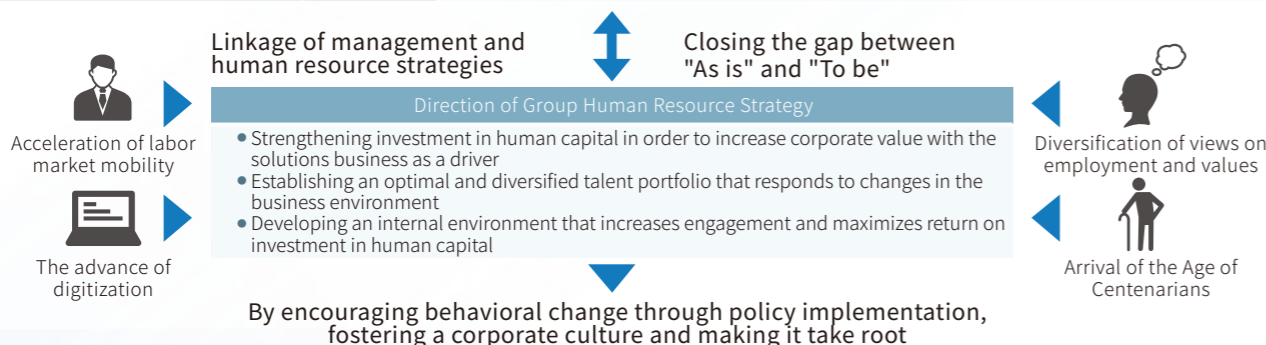 Linkage of management and
human resource strategies
Closing the gap between
"As is" and "To be"
Acceleration of labor
market mobility
The advance of
digitization
Direction of Group Human Resource Strategy
• Strengthening investment in human capital in order to increase corporate value with the
solutions business as a driver
• Establishing an optimal and diversified talent portfolio that responds to changes in the
business environment
• Developing an internal environment that increases engagement and maximizes return on
investment in human capital
Diversification of views on
employment and values
Arrival of the Age of
Centenarians
By encouraging behavioral change through policy implementation,
fostering a corporate culture and making it take root